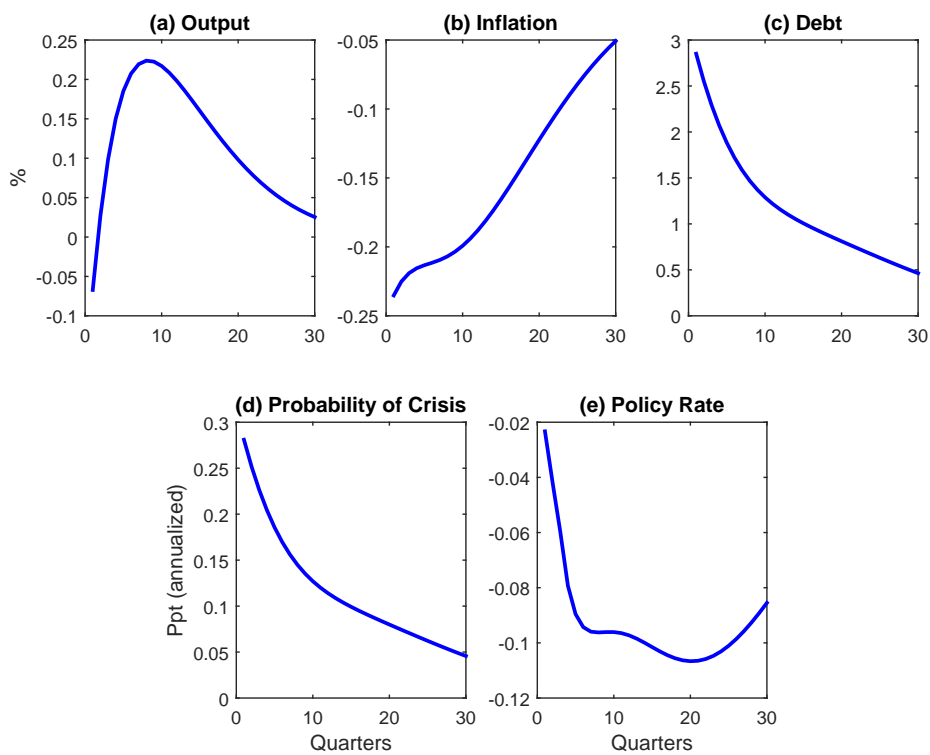 (a) Output
(b) Inflation
(c) Debt
%
0.25
0.2
0.15
0.1
0.05
0
-0.05
-0.1
0 10 20 30
-0.05
-0.1
-0.15
-0.2
-0.25
0 10 20 30
3
2.5
2
1.5
1
0.5
0
0 10 20 30
(d) Probability of Crisis
(e) Policy Rate
Ppt (annualized)
0.3
0.25
0.2
0.15
0.1
0.05
0
0 10 20 30
Quarters
-0.02
-0.04
-0.06
-0.08
-0.1
-0.12
0 10 20 30
Quarters